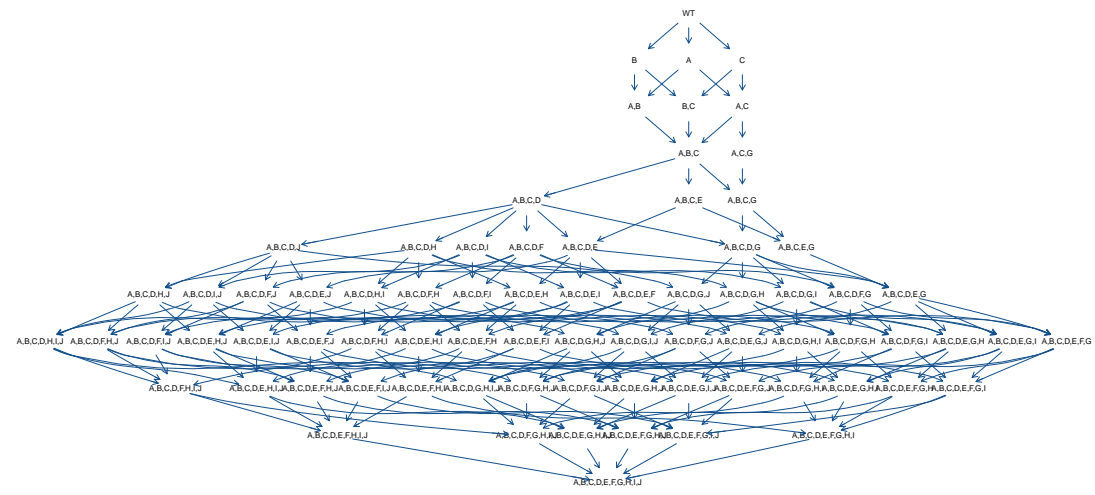 WT
B A C
A,B B,C A,C
A,B,C A,C,G
A,B,C,D A,B,C,E A,B,C,G
A,B,C,D,J A,B,C,D,H A,B,C,D,I A,B,C,D,F A,B,C,D,E A,B,C,D,G A,B,C,E,G
A,B,C,D,H,J A,B,C,D,I,J A,B,C,D,F,J A,B,C,D,E,J A,B,C,D,H,I A,B,C,D,F,H A,B,C,D,F,I A,B,C,D,E,H A,B,C,D,E,I A,B,C,D,E,F A,B,C,D,G,J A,B,C,D,G,H A,B,C,D,G,I A,B,C,D,F,G A,B,C,D,E,G
A,B,C,D,H,I,J A,B,C,D,F,H,J A,B,C,D,F,I,J A,B,C,D,E,H,J A,B,C,D,E,I,J A,B,C,D,E,F,J A,B,C,D,F,H,I A,B,C,D,E,H,I A,B,C,D,E,F,H A,B,C,D,E,F,I A,B,C,D,G,H,J A,B,C,D,G,I,J A,B,C,D,F,G,J A,B,C,D,E,G,J A,B,C,D,G,H,I A,B,C,D,F,G,H A,B,C,D,F,G,I A,B,C,D,E,G,H A,B,C,D,E,G,I A,B,C,D,E,F,G
A,B,C,D,F,H,I,J A,B,C,D,E,H,I,J A,B,C,D,E,F,H,J A,B,C,D,E,F,I,J A,B,C,D,E,F,H,I A,B,C,D,G,H,I,J A,B,C,D,F,G,H,J A,B,C,D,F,G,I,J A,B,C,D,E,G,H,J A,B,C,D,E,G,I,J A,B,C,D,E,F,G,J A,B,C,D,F,G,H,I A,B,C,D,E,G,H,I A,B,C,D,E,F,G,H A,B,C,D,E,F,G,I
A,B,C,D,E,F,H,I,J A,B,C,D,F,G,H,I,J A,B,C,D,E,G,H,I,J A,B,C,D,E,F,G,H,J A,B,C,D,E,F,G,I,J A,B,C,D,E,F,G,H,I
A,B,C,D,E,F,G,H,I,J